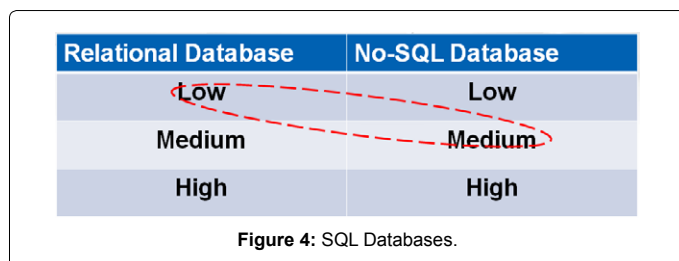 Relational Database No-SQL Database
Low Low
Medium Medium
High High
Figure 4: SQL Databases.